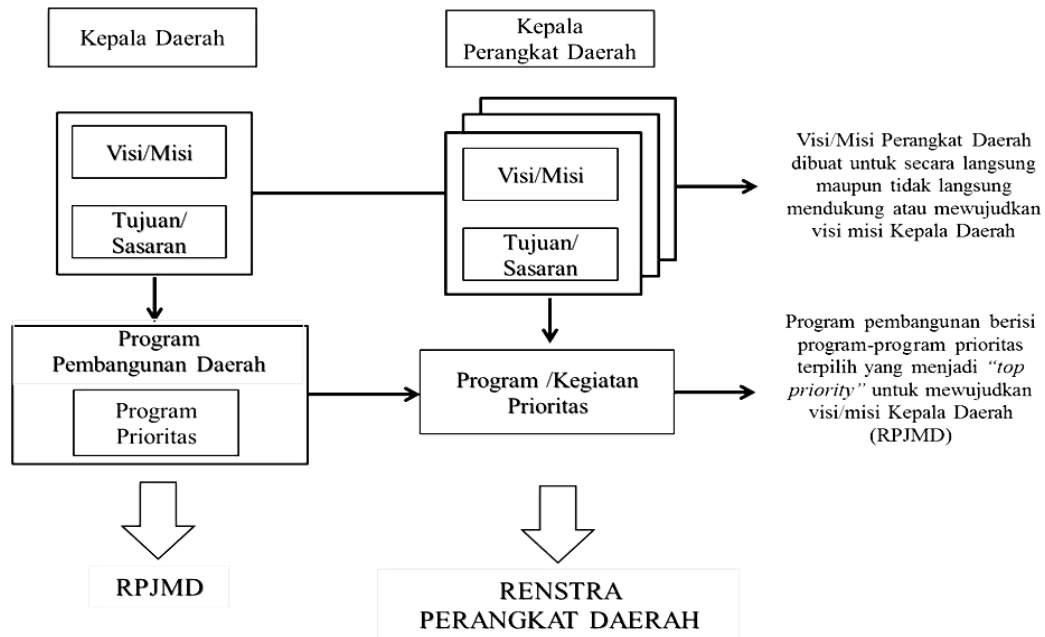 Kepala Daerah
Kepala
Perangkat Daerah
Visi/Misi
Tujuan/
Sasaran
Visi/Misi
Tujuan/
Sasaran
Visi/Misi Perangkat Daerah
dibuat untuk secara langsung
maupun tidak langsung
mendukung atau mewujudkan
visi misi Kepala Daerah
Program
Pembangunan Daerah
Program
Prioritas
Program /Kegiatan
Prioritas
Program pembangunan berisi
program-program prioritas
terpilih yang menjadi “top
priority” untuk mewujudkan
visi/misi Kepala Daerah
(RPJMD)
RPJMD
RENSTRA
PERANGKAT DAERAH